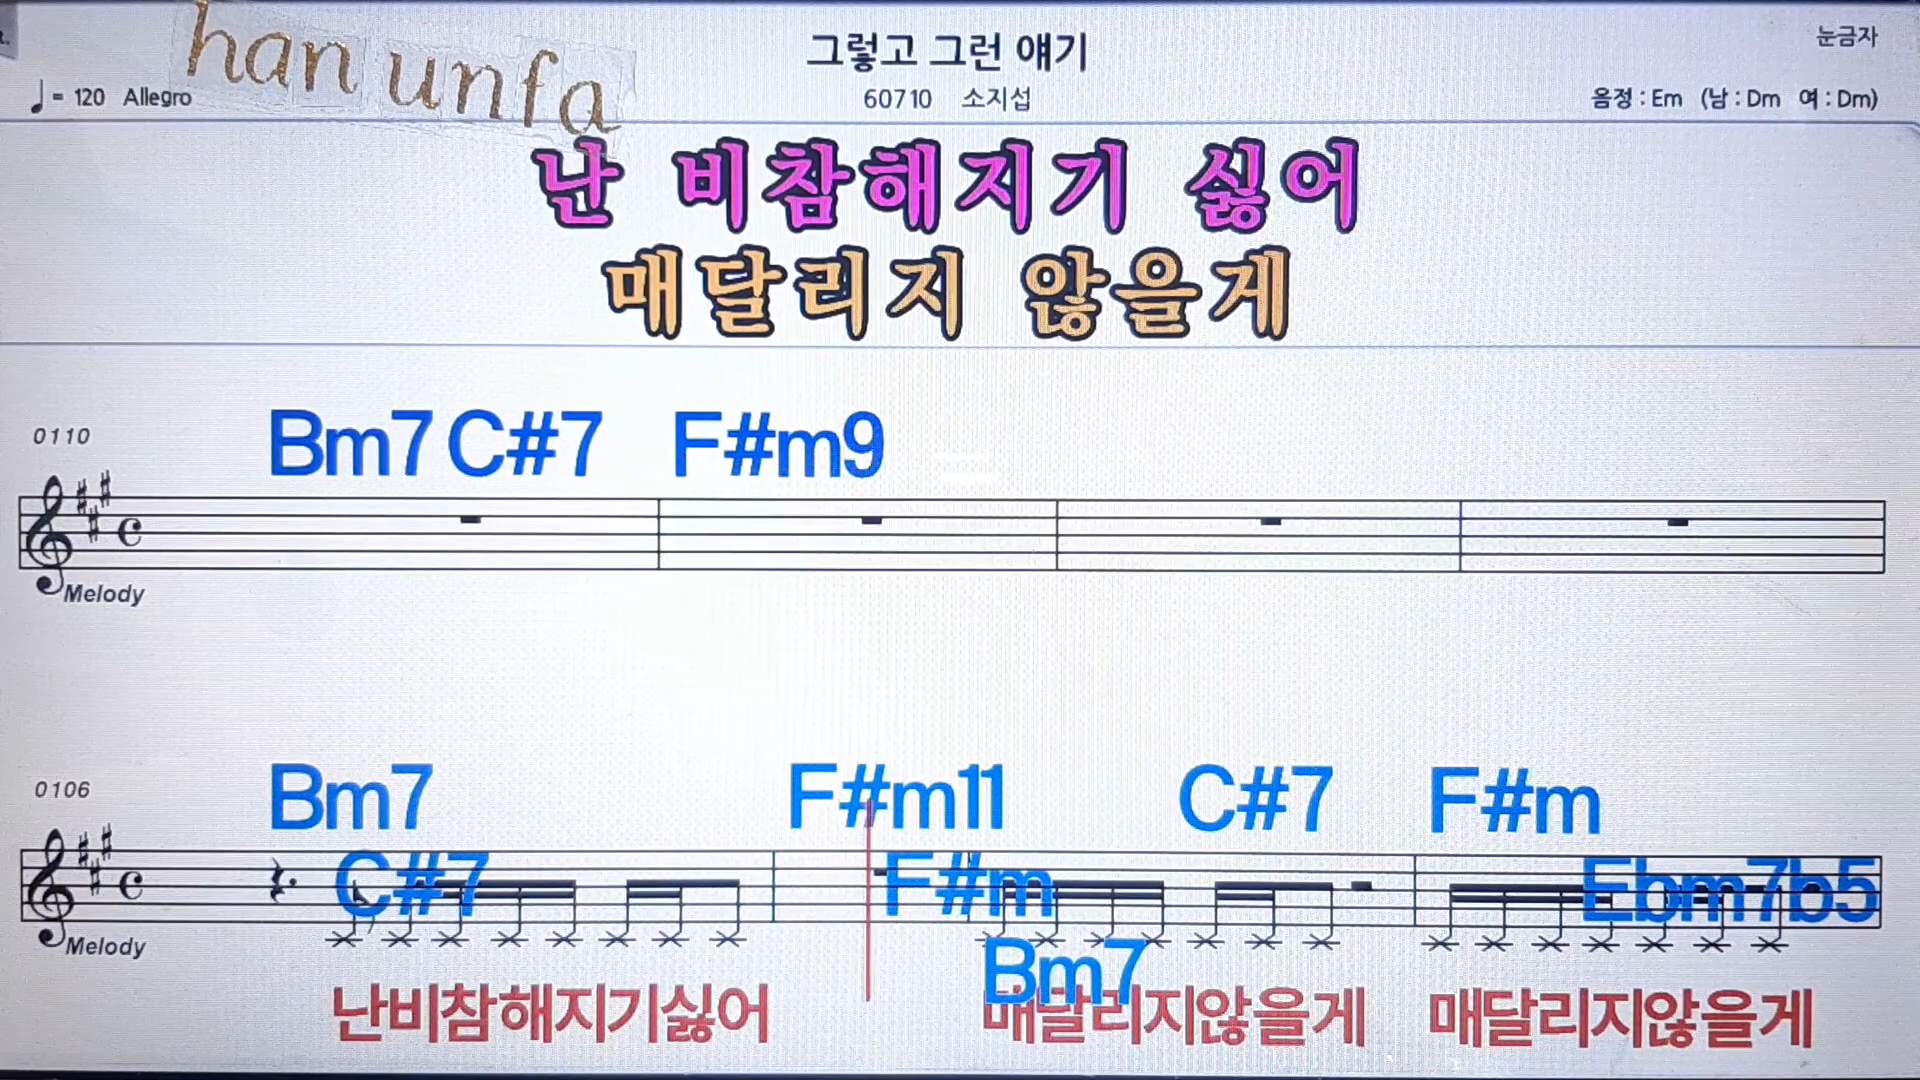 han unfa
그렇고 그런 얘기
눈금자
♩= 120 Allegro
60710 소지섭
음정 : Em (남 : Dm 여 : Dm)
난 비참해지기 싫어
매달리지 않을게
0110
Bm7 C#7 F#m9
Melody
0106
Bm7 F#m11 C#7 F#m
C#7 F#m Ebm7b5
Melody
Bm7
난비참해지기싫어 매달리지않을게 매달리지않을게